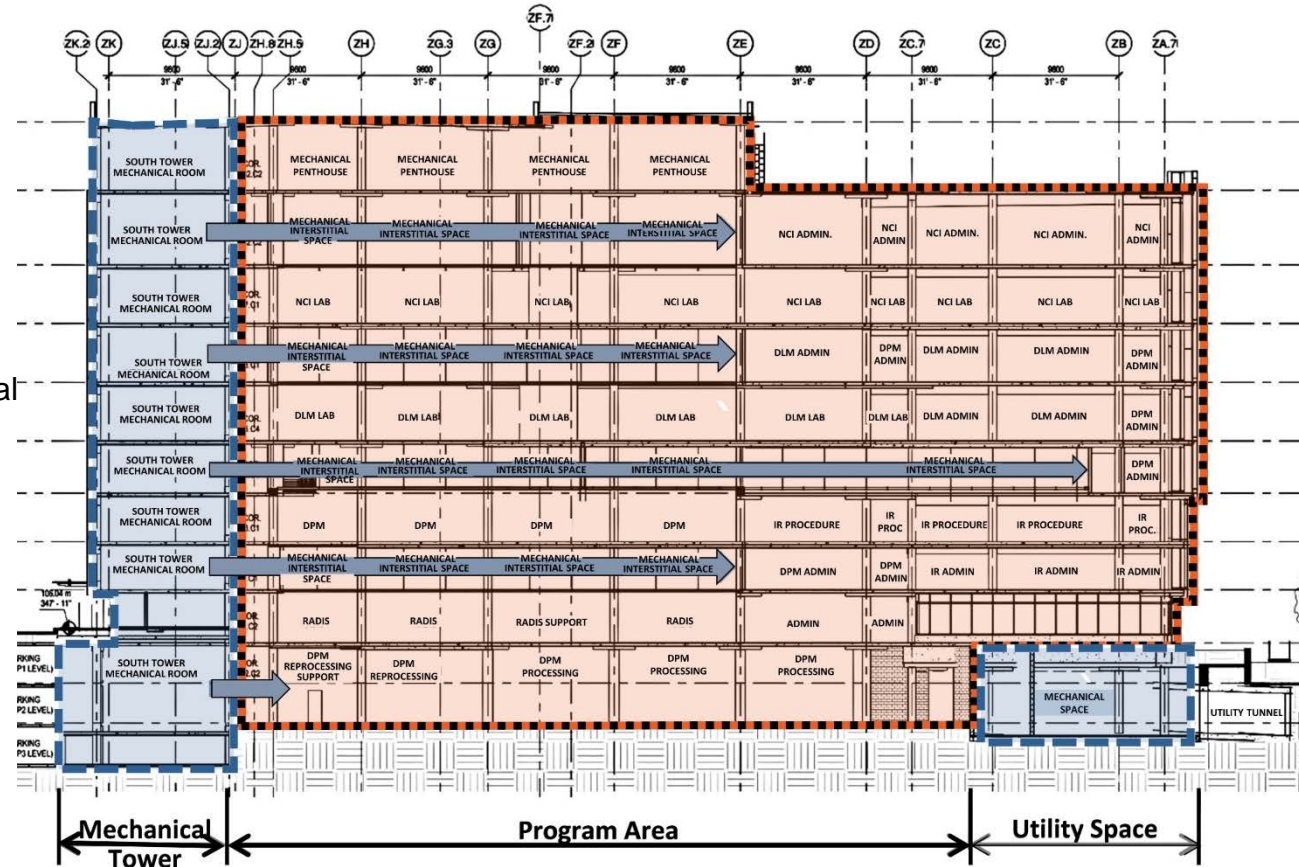 ZF.7
ZK.2 ZK ZJ.5 ZJ.2 ZJ ZH.8 ZH.5 ZH ZG.3 ZG ZF.2 ZF ZE ZD ZC.7 ZC ZB ZA.7
9600 9600 9600 9600 9600 9600 9600 9600
31' - 6" 31' - 6" 31' - 6" 31' - 6" 31' - 6" 31' - 6" 31' - 6" 31' - 6"
SOUTH TOWER
MECHANICAL ROOM
COR.
MECHANICAL
PENTHOUSE
MECHANICAL
PENTHOUSE
MECHANICAL
PENTHOUSE
MECHANICAL
PENTHOUSE
SOUTH TOWER
MECHANICAL ROOM
MECHANICAL
INTERSTITIAL
SPACE
MECHANICAL
INTERSTITIAL SPACE
MECHANICAL
INTERSTITIAL SPACE
MECHANICAL
INTERSTITIAL SPACE
NCI ADMIN.
NCI
ADMIN
NCI ADMIN.
NCI ADMIN.
NCI
ADMIN
SOUTH TOWER
MECHANICAL ROOM
NCI LAB
NCI LAB
NCI LAB
NCI LAB
NCI LAB
NCI LAB
NCI LAB
NCI LAB
NCI LAB
SOUTH TOWER
MECHANICAL ROOM
MECHANICAL
INTERSTITIAL
SPACE
MECHANICAL
INTERSTITIAL SPACE
MECHANICAL
INTERSTITIAL SPACE
MECHANICAL
INTERSTITIAL SPACE
DLM ADMIN
DPM
ADMIN
DLM ADMIN
DLM ADMIN
DPM
ADMIN
al
SOUTH TOWER
MECHANICAL ROOM
DLM LAB
DLM LAB
DLM LAB
DLM LAB
DLM LAB
DLM LAB
DLM ADMIN
DLM ADMIN
DPM
ADMIN
SOUTH TOWER
MECHANICAL ROOM
MECHANICAL
INTERSTITIAL
SPACE
MECHANICAL
INTERSTITIAL SPACE
MECHANICAL
INTERSTITIAL SPACE
MECHANICAL
INTERSTITIAL SPACE
MECHANICAL
INTERSTITIAL SPACE
DPM
ADMIN
SOUTH TOWER
MECHANICAL ROOM
COR.
DPM
DPM
DPM
DPM
IR PROCEDURE
IR
PROC
IR PROCEDURE
IR PROCEDURE
IR
PROC.
SOUTH TOWER
MECHANICAL ROOM
MECHANICAL
INTERSTITIAL
SPACE
MECHANICAL
INTERSTITIAL SPACE
MECHANICAL
INTERSTITIAL SPACE
MECHANICAL
INTERSTITIAL SPACE
DPM ADMIN
DPM
ADMIN
IR ADMIN
IR ADMIN
IR ADMIN
106.04 m
347' - 11"
RADIS
RADIS
RADIS SUPPORT
RADIS
ADMIN
ADMIN
RKING
P1 LEVEL)
SOUTH TOWER
MECHANICAL ROOM
COR.
DPM
REPROCESSING
SUPPORT
DPM
REPROCESSING
DPM
PROCESSING
DPM
PROCESSING
DPM
PROCESSING
RKING
P2 LEVEL)
MECHANICAL
SPACE
UTILITY TUNNEL
RKING
P3 LEVEL)
Mechanical
Tower
Program Area
Utility Space